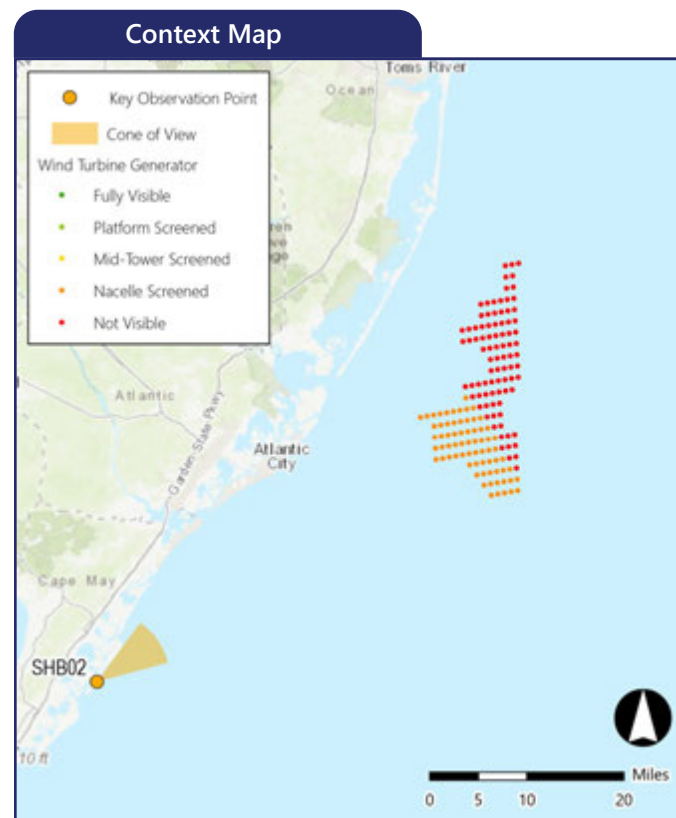 Context Map
Key Observation Point
Cone of View
Wind Turbine Generator
Fully Visible
Platform Screened
Mid-Tower Screened
Nacelle Screened
Not Visible
Toms River
Ocean
Atlantic
Garden State Pkwy
Atlantic
City
Cape May
SHB02
10 ft
Miles
0 5 10 20